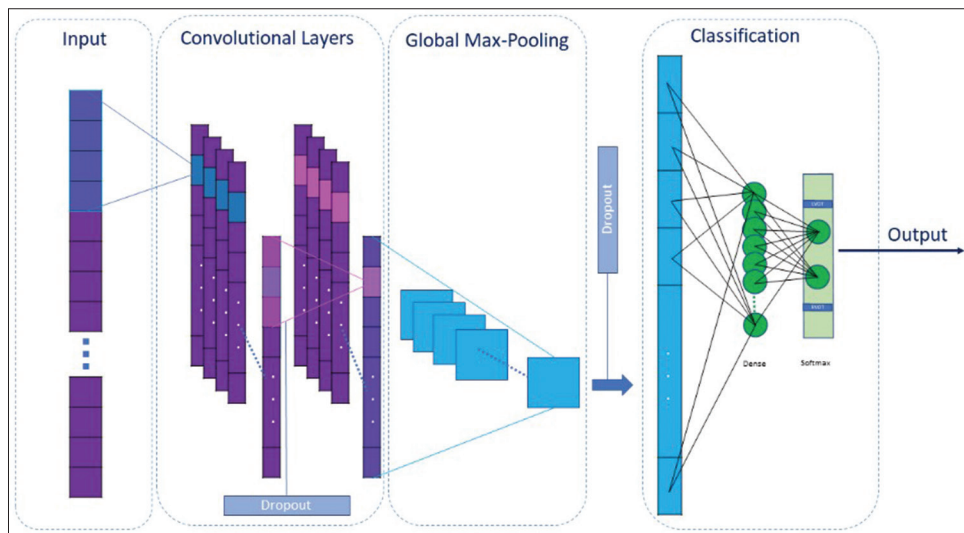 Input
Convolutional Layers
Global Max-Pooling
Classification
Dropout
Dropout
Output
Dense
Softmax